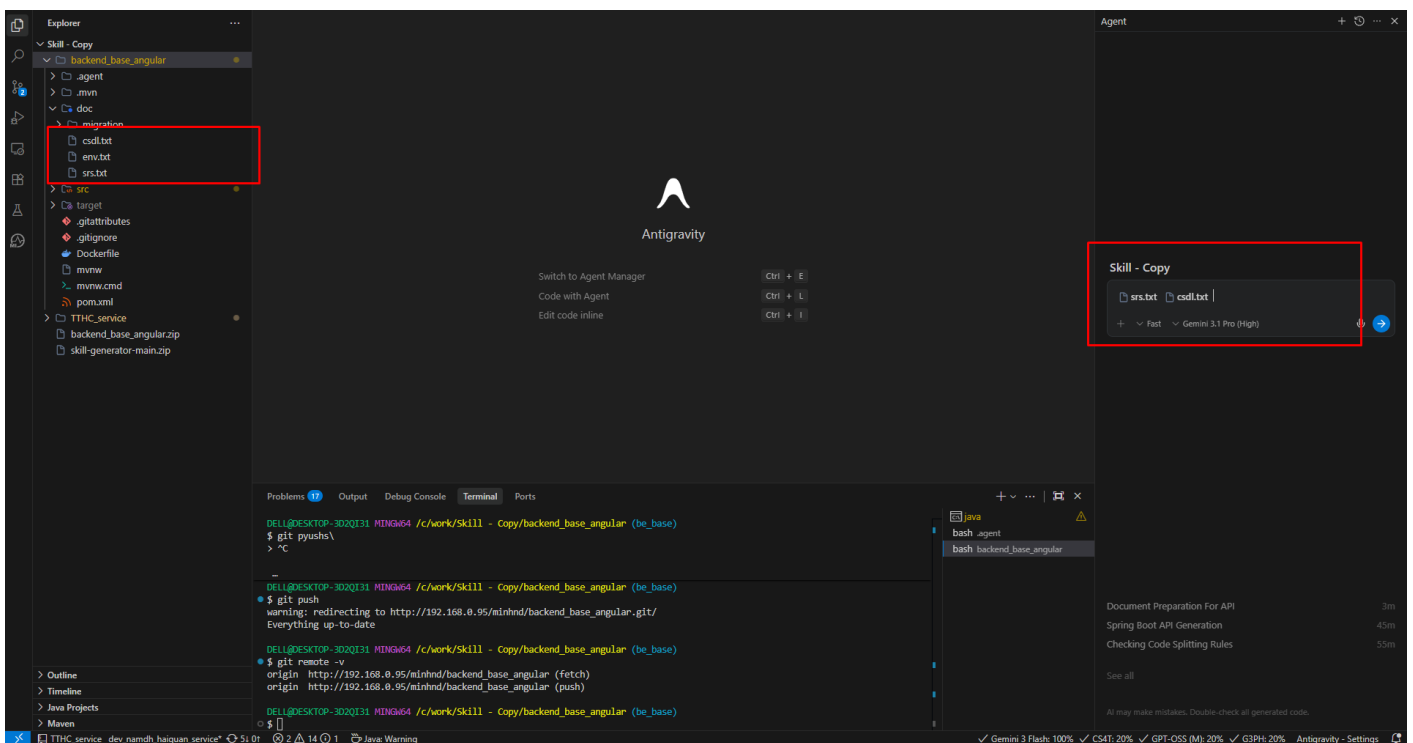 Explorer
Skill - Copy
backend_base_angular
.agent
.mvn
doc
migration
csdl.txt
env.txt
srs.txt
src
target
.gitattributes
.gitignore
Dockerfile
mvnw
mvnw.cmd
pom.xml
TTHC_service
backend_base_angular.zip
skill-generator-main.zip
Outline
Timeline
Java Projects
Maven
Antigravity
Switch to Agent Manager Ctrl + E
Code with Agent Ctrl + L
Edit code inline Ctrl + I
Problems 17 Output Debug Console Terminal Ports
DELL@DESKTOP-3D2QI31 MINGW64 /c/work/Skill - Copy/backend_base_angular (be_base)
$ git pyushs\
> ^C
DELL@DESKTOP-3D2QI31 MINGW64 /c/work/Skill - Copy/backend_base_angular (be_base)
$ git push
warning: redirecting to http://192.168.0.95/minhnd/backend_base_angular.git/
Everything up-to-date
DELL@DESKTOP-3D2QI31 MINGW64 /c/work/Skill - Copy/backend_base_angular (be_base)
$ git remote -v
origin http://192.168.0.95/minhnd/backend_base_angular (fetch)
origin http://192.168.0.95/minhnd/backend_base_angular (push)
DELL@DESKTOP-3D2QI31 MINGW64 /c/work/Skill - Copy/backend_base_angular (be_base)
$
java
bash .agent
bash backend_base_angular
Agent
Skill - Copy
srs.txt csdl.txt
Fast Gemini 3.1 Pro (High)
Document Preparation For API 3m
Spring Boot API Generation 45m
Checking Code Splitting Rules 55m
See all
AI may make mistakes. Double-check all generated code.
TTHC_service dev_namdh_haiquan_service* 5↓ 0↑ 2 14 1 Java: Warning
Gemini 3 Flash: 100% CS4T: 20% GPT-OSS (M): 20% G3PH: 20% Antigravity - Settings